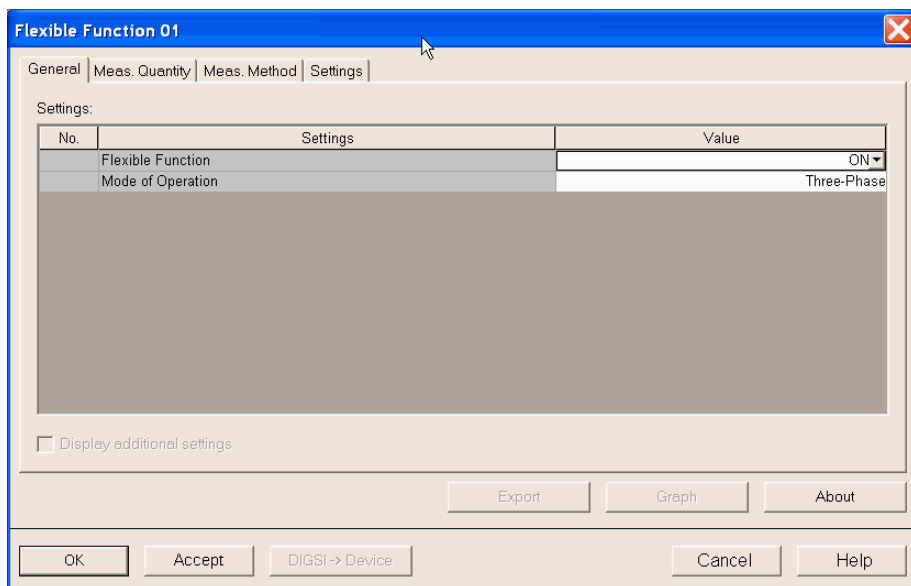 Flexible Function 01
General Meas. Quantity Meas. Method Settings
Settings:
No. Settings Value
Flexible Function ON
Mode of Operation Three-Phase
Display additional settings
Export Graph About
OK Accept DIGSI -> Device Cancel Help